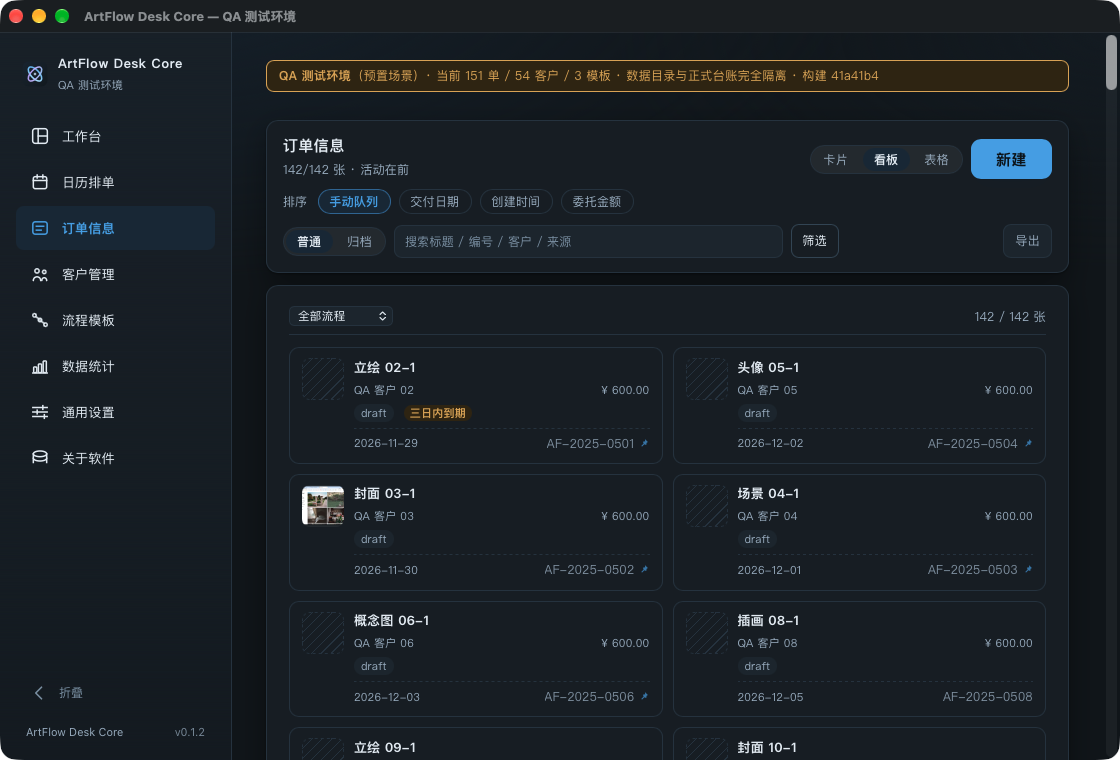 ArtFlow Desk Core — QA 测试环境
ArtFlow Desk Core
QA 测试环境
工作台
日历排单
订单信息
客户管理
流程模板
数据统计
通用设置
关于软件
折叠
ArtFlow Desk Core v0.1.2
QA 测试环境（预置场景） · 当前 151 单 / 54 客户 / 3 模板 · 数据目录与正式台账完全隔离 · 构建 41a41b4
订单信息
142/142 张 · 活动在前
卡片 看板 表格 新建
排序 手动队列 交付日期 创建时间 委托金额
普通 归档 搜索标题 / 编号 / 客户 / 来源 筛选 导出
全部流程 142 / 142 张
立绘 02-1
QA 客户 02 ¥ 600.00
draft 三日内到期
2026-11-29 AF-2025-0501
头像 05-1
QA 客户 05 ¥ 600.00
draft
2026-12-02 AF-2025-0504
封面 03-1
QA 客户 03 ¥ 600.00
draft
2026-11-30 AF-2025-0502
场景 04-1
QA 客户 04 ¥ 600.00
draft
2026-12-01 AF-2025-0503
概念图 06-1
QA 客户 06 ¥ 600.00
draft
2026-12-03 AF-2025-0506
插画 08-1
QA 客户 08 ¥ 600.00
draft
2026-12-05 AF-2025-0508
立绘 09-1
封面 10-1